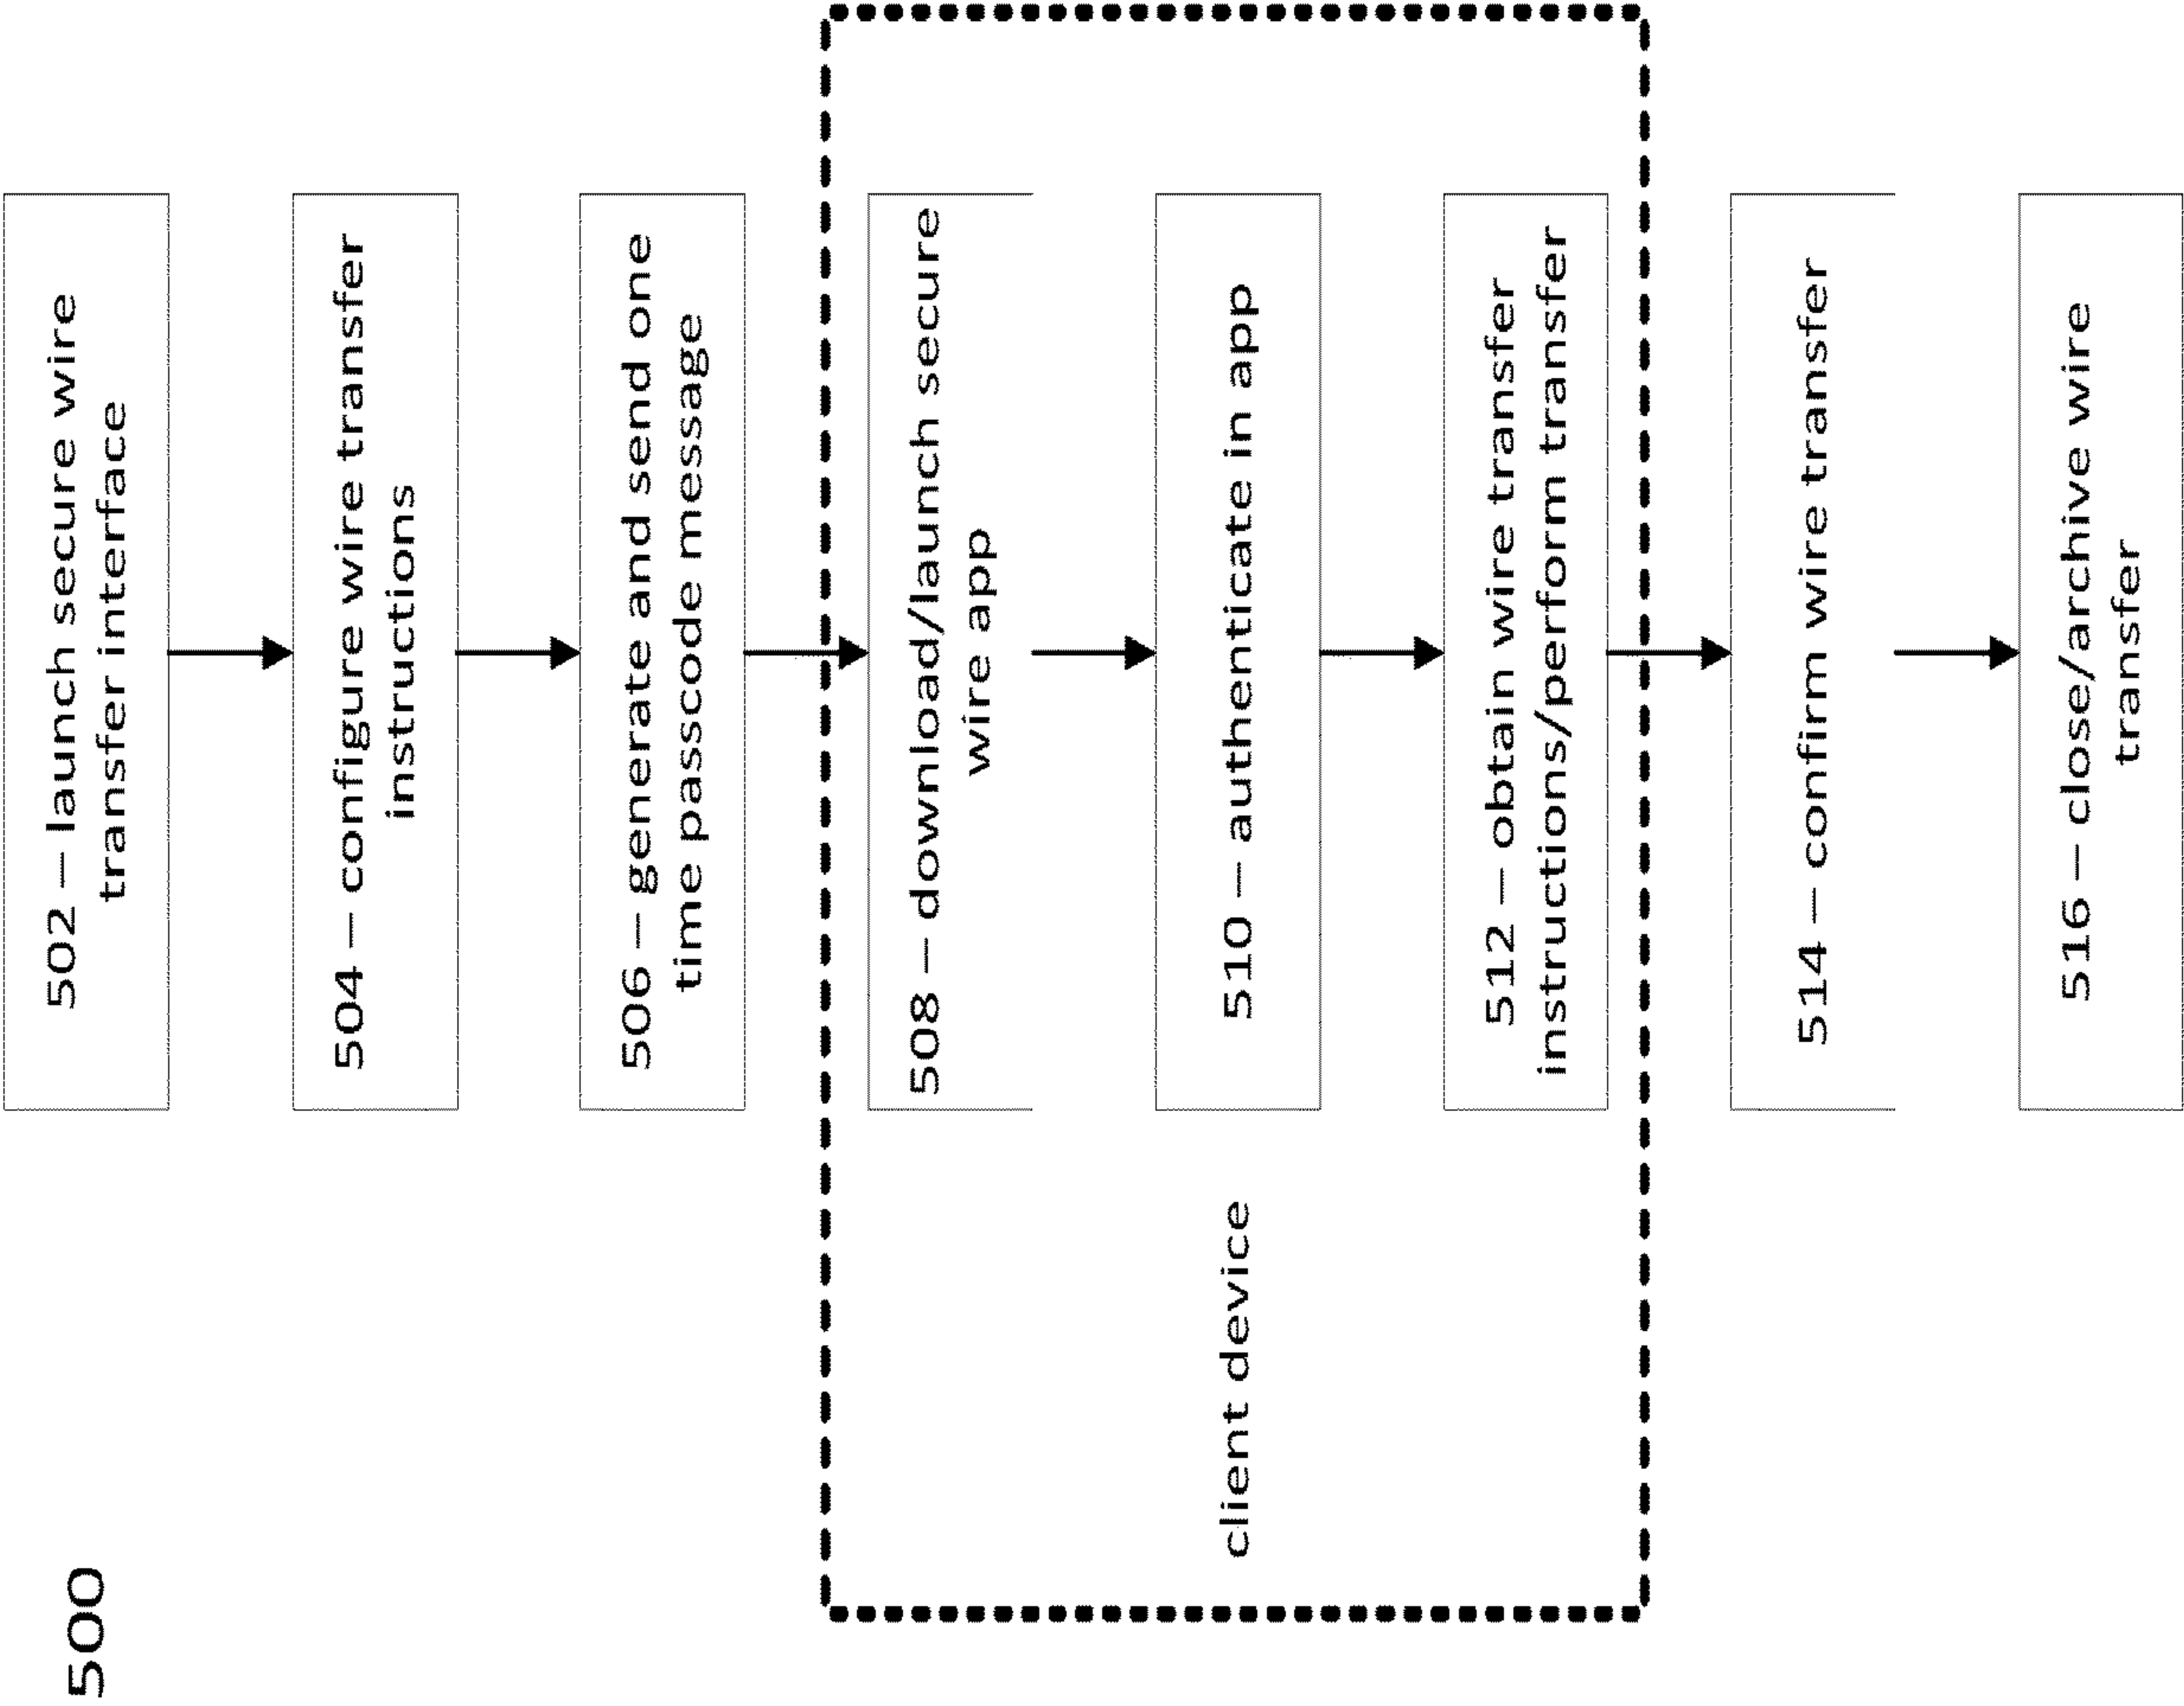 500
502 – launch secure wire
transfer interface
504 – configure wire transfer
instructions
506 – generate and send one
time passcode message
508 – download/launch secure
wire app
client device
510 – authenticate in app
512 – obtain wire transfer
instructions/perform transfer
514 – confirm wire transfer
516 – close/archive wire
transfer